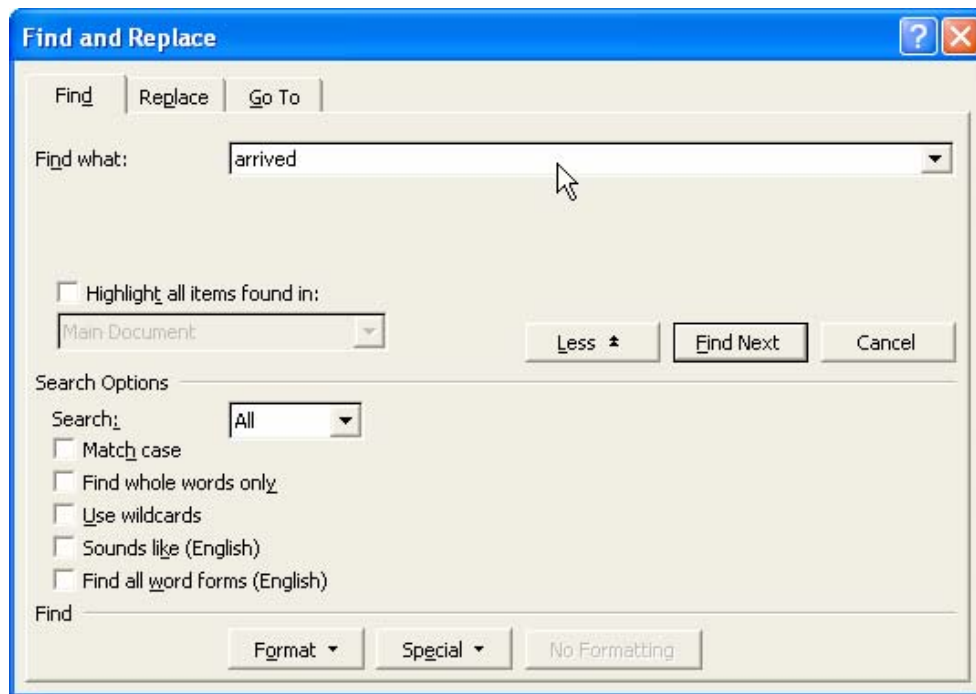 Find and Replace
Find Replace Go To
Find what: arrived
Highlight all items found in:
Main Document
Less Find Next Cancel
Search Options
Search: All
Match case
Find whole words only
Use wildcards
Sounds like (English)
Find all word forms (English)
Find
Format Special No Formatting